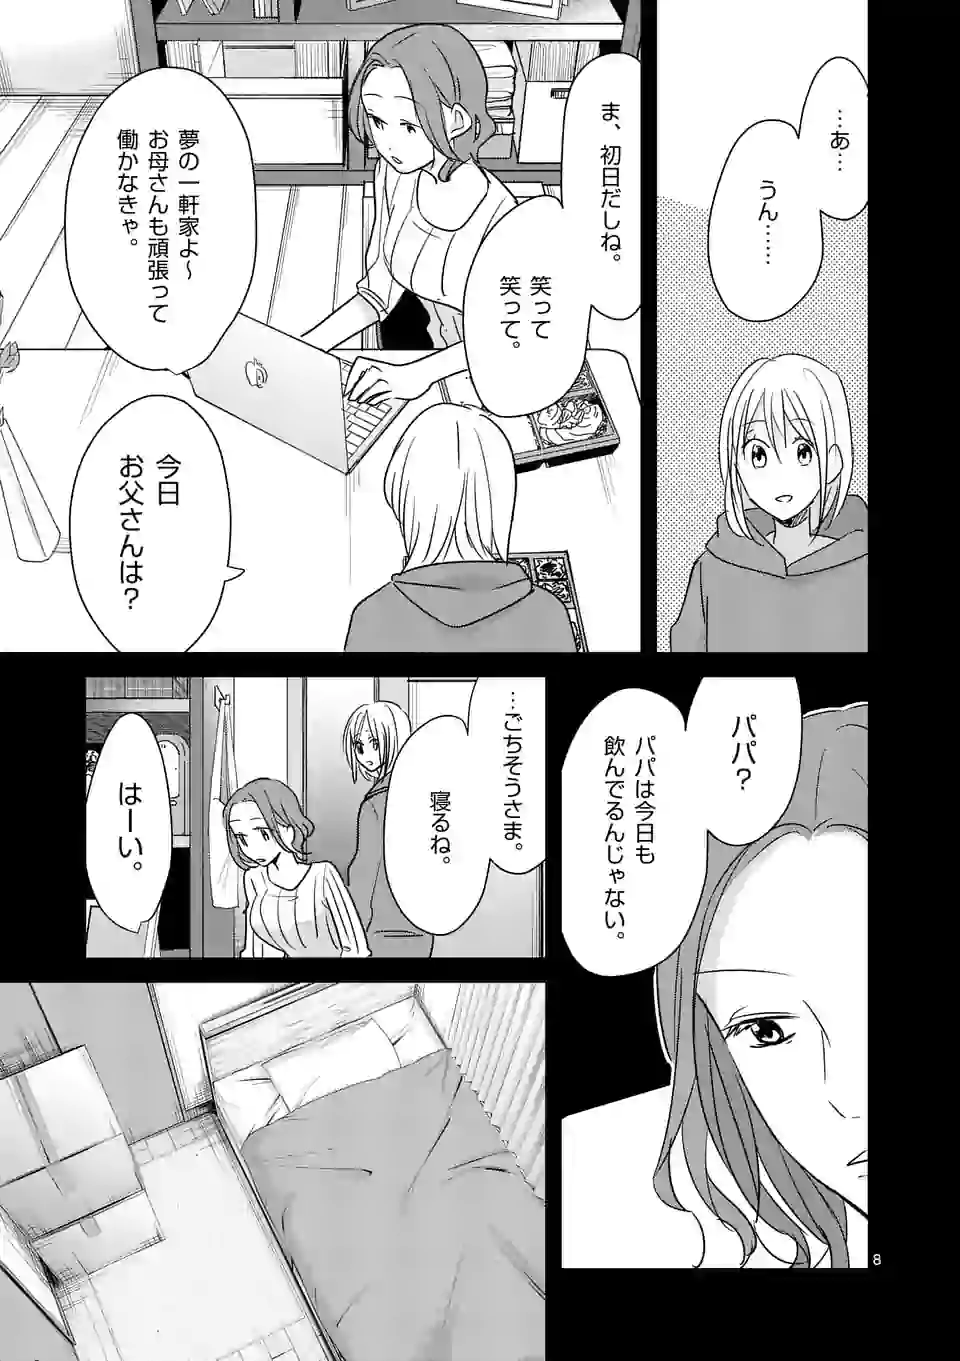 …あ…
うん……
ま、初日だしね。
笑って
笑って。
夢の一軒家よ～
お母さんも頑張って
働かなきゃ。
今日
お父さんは？
パパ？
パパは今日も
飲んでるんじゃない。
…ごちそうさま。
寝るね。
はーい。
8